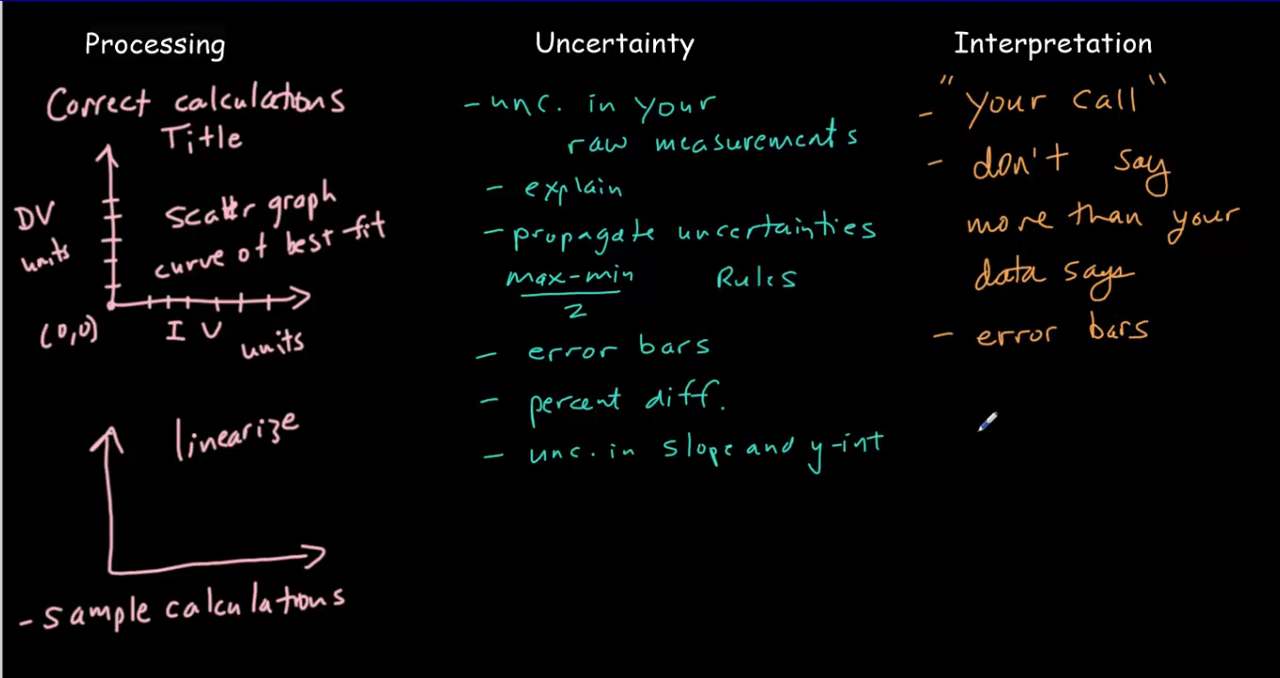 Processing
Correct calculations
Title
DV
units
Scattr graph
curve of best-fit
(0,0)
I V
units
linearize
- Sample calculations
Uncertainty
- unc. in your
raw measurements
- explain
- propagate uncertainties
max-min
2
Rules
- error bars
- percent diff.
- unc. in slope and y-int
Interpretation
- "Your call"
- don't say
more than your
data says
- error bars